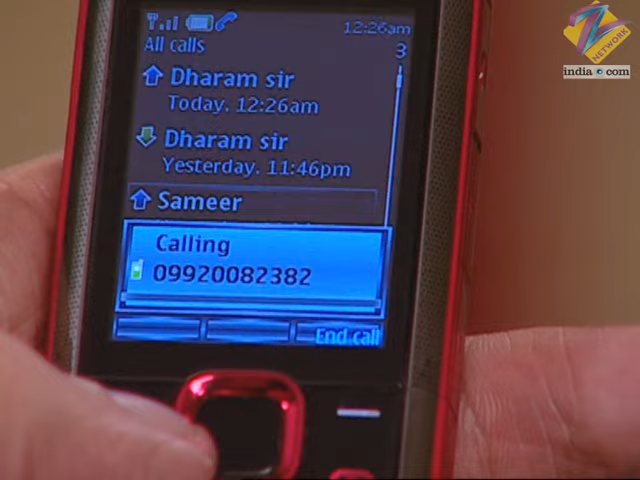 12:26am
All calls
3
Dharam sir
Today. 12:26am
Dharam sir
Yesterday. 11:46pm
Sameer
Calling
09920082382
End call
Z
NETWORK
india com